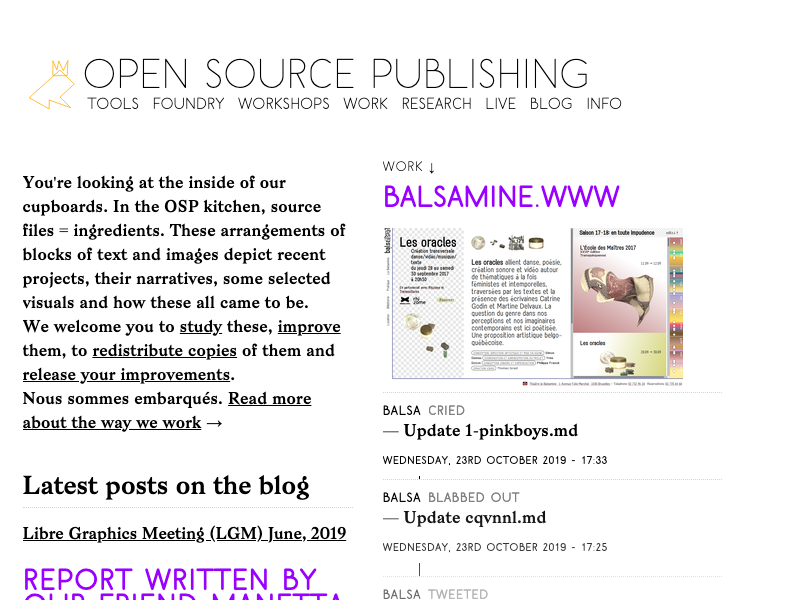 OPEN SOURCE PUBLISHING
TOOLS FOUNDRY WORKSHOPS WORK RESEARCH LIVE BLOG INFO
You're looking at the inside of our
cupboards. In the OSP kitchen, source
files = ingredients. These arrangements of
blocks of text and images depict recent
projects, their narratives, some selected
visuals and how these all came to be.
We welcome you to study these, improve
them, to redistribute copies of them and
release your improvements.
Nous sommes embarqués. Read more
about the way we work →
Latest posts on the blog
Libre Graphics Meeting (LGM) June, 2019
REPORT WRITTEN BY
OUR FRIEND MANETTA
WORK ↓
BALSAMINE.WWW
Les oracles
Création transversale
danse/vidéo/musique/
texte
du jeudi 28 au samedi
30 septembre 2017
à 20h30
Les oracles allient danse, poésie,
création sonore et vidéo autour
de thématiques à la fois
féministes et intemporelles,
traversées par les textes et la
présence des écrivaines Catrine
Godin et Martine Delvaux. La
question du genre dans nos
perceptions et nos imaginaires
contemporains est ici poétisée.
Une proposition artistique belgo-
québécoise.
Saison 17-18: en toute impudence
L'École des Maîtres 2017
Les oracles
BALSA CRIED
— Update 1-pinkboys.md
WEDNESDAY, 23RD OCTOBER 2019 - 17:33
BALSA BLABBED OUT
— Update cqvnnl.md
WEDNESDAY, 23RD OCTOBER 2019 - 17:25
BALSA TWEETED